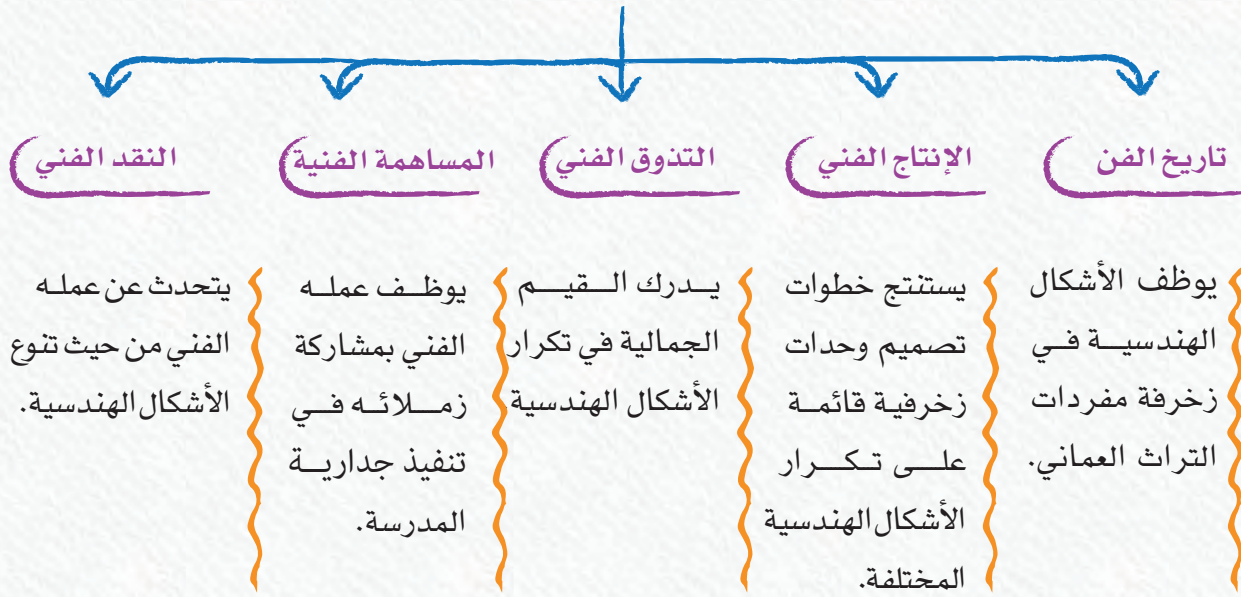 تاريخ الفن
يوظف الأشكال
الهندسية في
زخرفة مفردات
التراث العماني.
الإنتاج الفني
يستنتج خطوات
تصميم وحدات
زخرفية قائمة
على تكرار
الأشكال الهندسية
المختلفة.
التذوق الفني
يدرك القيم
الجمالية في تكرار
الأشكال الهندسية
المساهمة الفنية
يوظف عمله
الفني بمشاركة
زملائه في
تنفيذ جدارية
المدرسة.
النقد الفني
يتحدث عن عمله
الفني من حيث تنوع
الأشكال الهندسية.